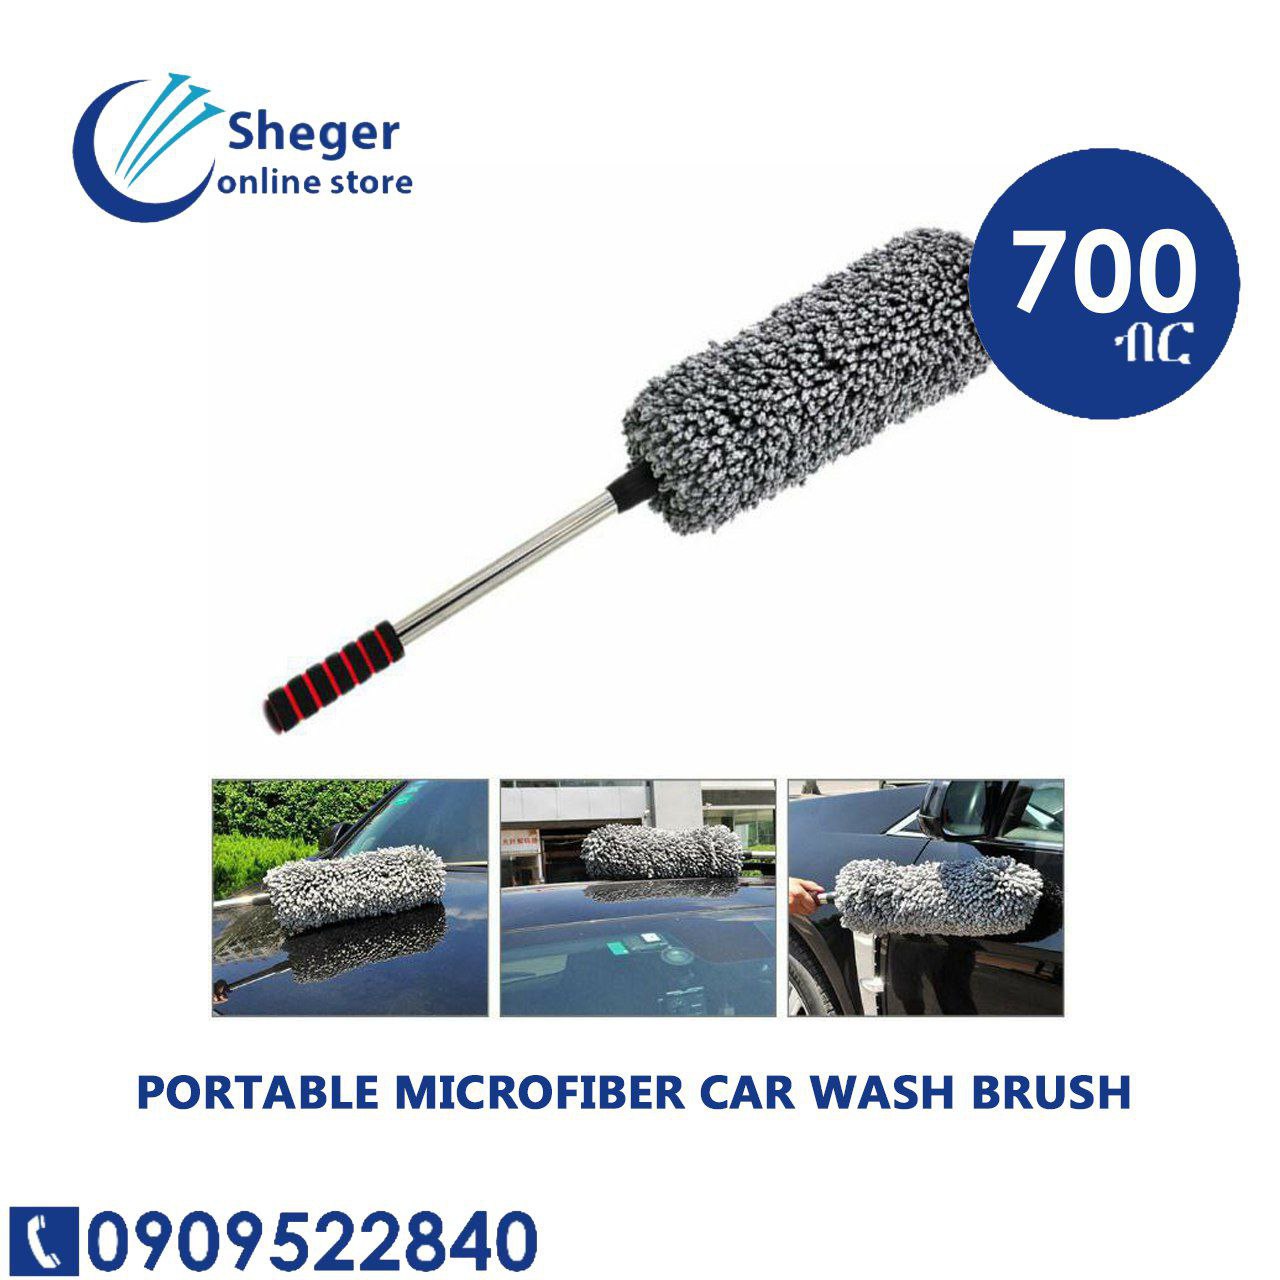 Sheger
online store
700
ብር
PORTABLE MICROFIBER CAR WASH BRUSH
0909522840